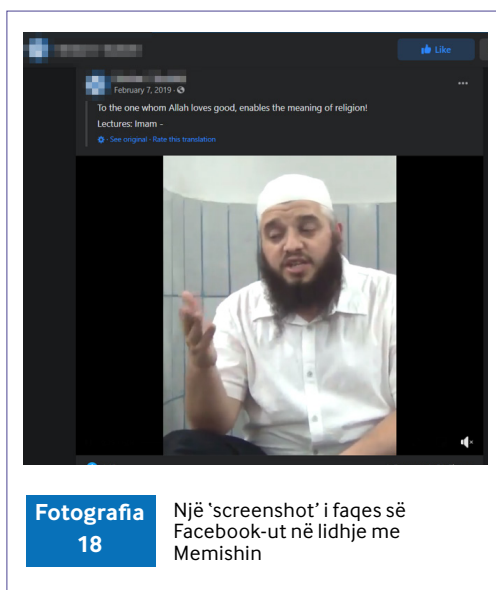 Like
February 7, 2019 ·
To the one whom Allah loves good, enables the meaning of religion!
Lectures: Imam -
· See original · Rate this translation
Fotografia
18
Një 'screenshot' i faqes së
Facebook-ut në lidhje me
Memishin